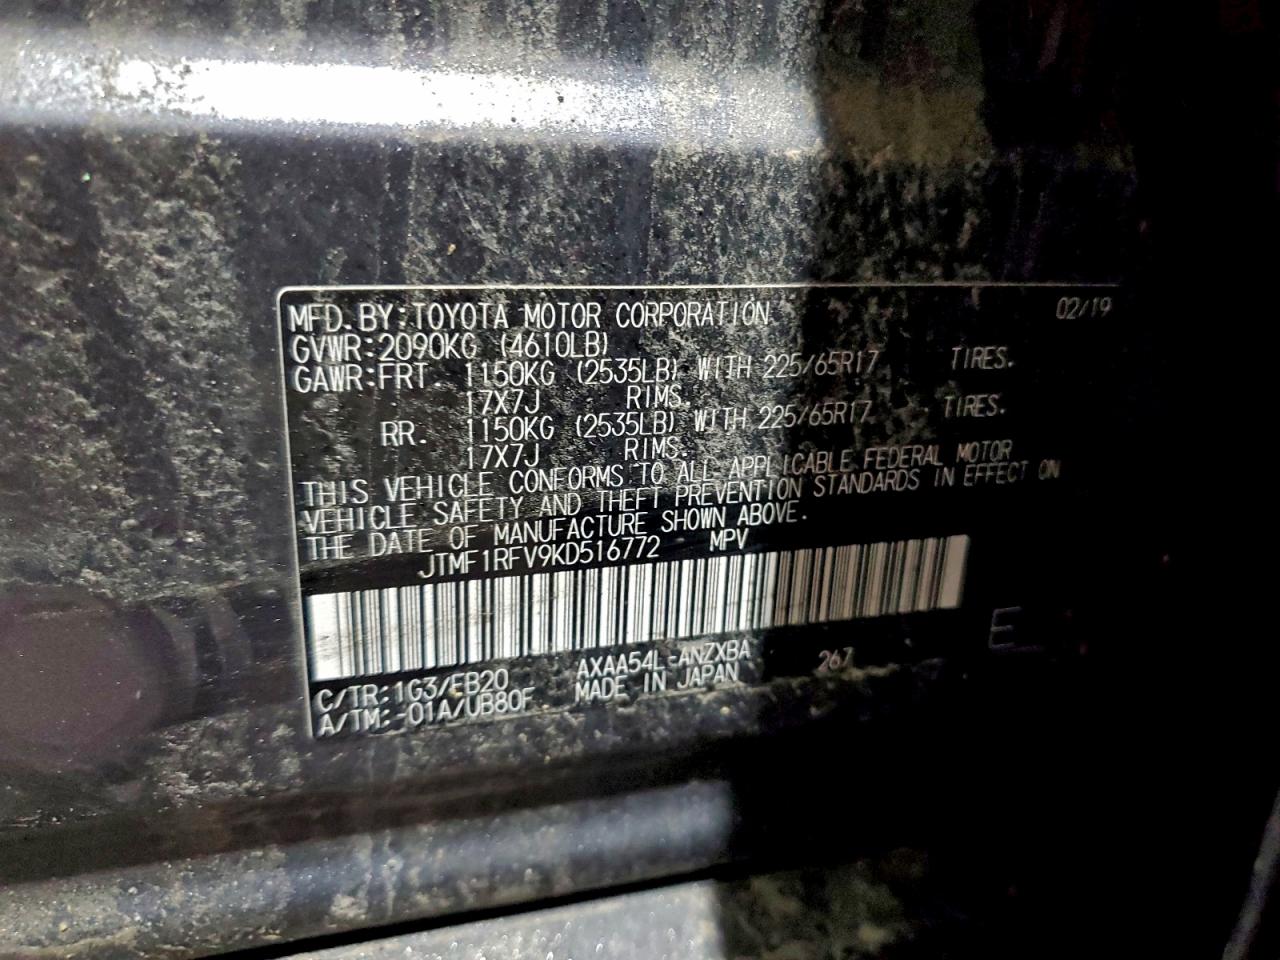 MFD. BY: TOYOTA MOTOR CORPORATION 02/19
GVWR: 2090KG (4610LB)
GAWR: FRT. 1150KG (2535LB) WITH 225/65R17 TIRES.
17X7J RIMS.
RR. 1150KG (2535LB) WITH 225/65R17 TIRES.
17X7J RIMS.
THIS VEHICLE CONFORMS TO ALL APPLICABLE FEDERAL MOTOR
VEHICLE SAFETY AND THEFT PREVENTION STANDARDS IN EFFECT ON
THE DATE OF MANUFACTURE SHOWN ABOVE.
JTMF1RFV9KD516772 MPV
C/TR: 1G3/EB20 AXAA54L-ANZXBA 267 E
A/TM: -01A/UB80F MADE IN JAPAN